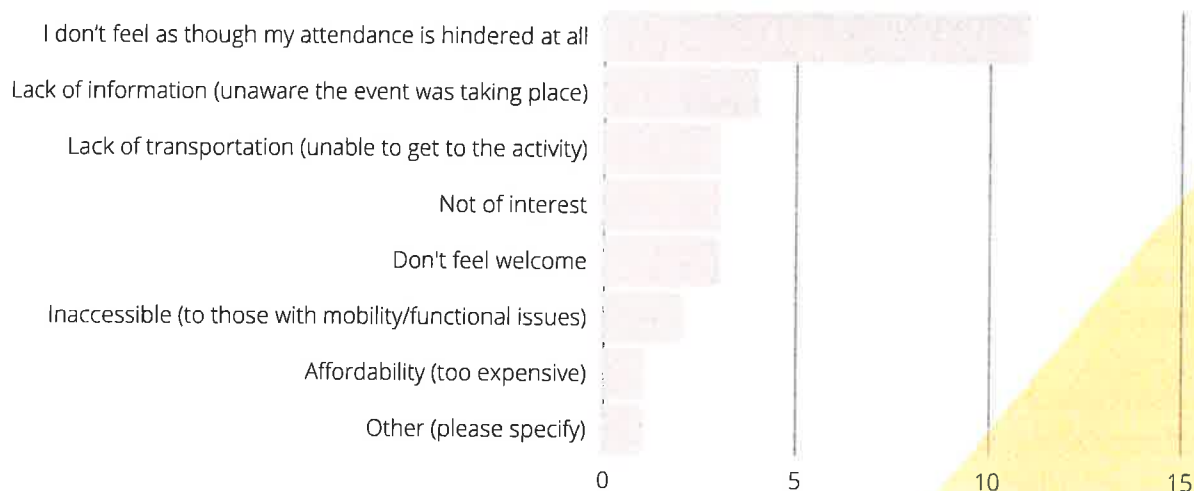 I don't feel as though my attendance is hindered at all
Lack of information (unaware the event was taking place)
Lack of transportation (unable to get to the activity)
Not of interest
Don't feel welcome
Inaccessible (to those with mobility/functional issues)
Affordability (too expensive)
Other (please specify)
0 5 10 15